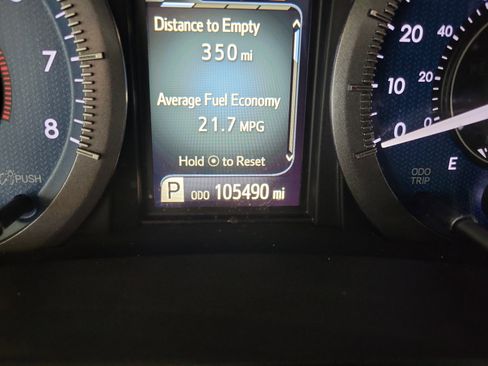 Distance to Empty
350 mi
Average Fuel Economy
21.7 MPG
Hold to Reset
P ODO 105490 mi
7
8
PUSH
20
10
0
40
20
0
E
ODO
TRIP